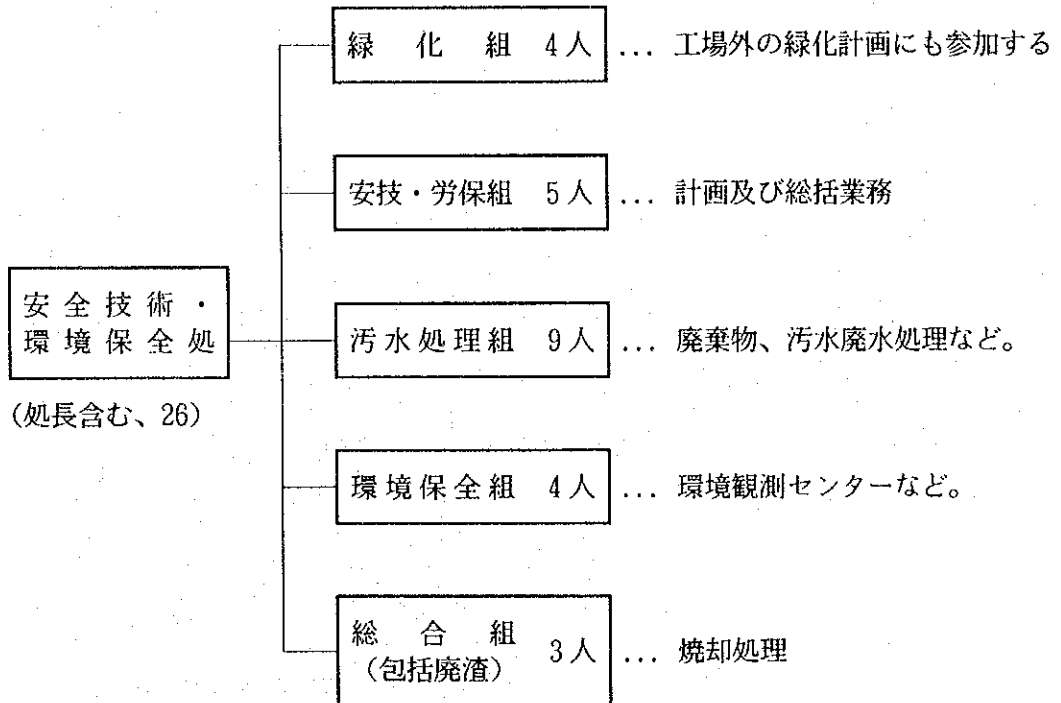 緑化組 4人 ... 工場外の緑化計画にも参加する
安技・労保組 5人 ... 計画及び総括業務
安全技術・
環境保全処
(処長含む、26)
汚水処理組 9人 ... 廃棄物、汚水廃水処理など。
環境保全組 4人 ... 環境観測センターなど。
総合組
(包括廃渣)
3人 ... 焼却処理